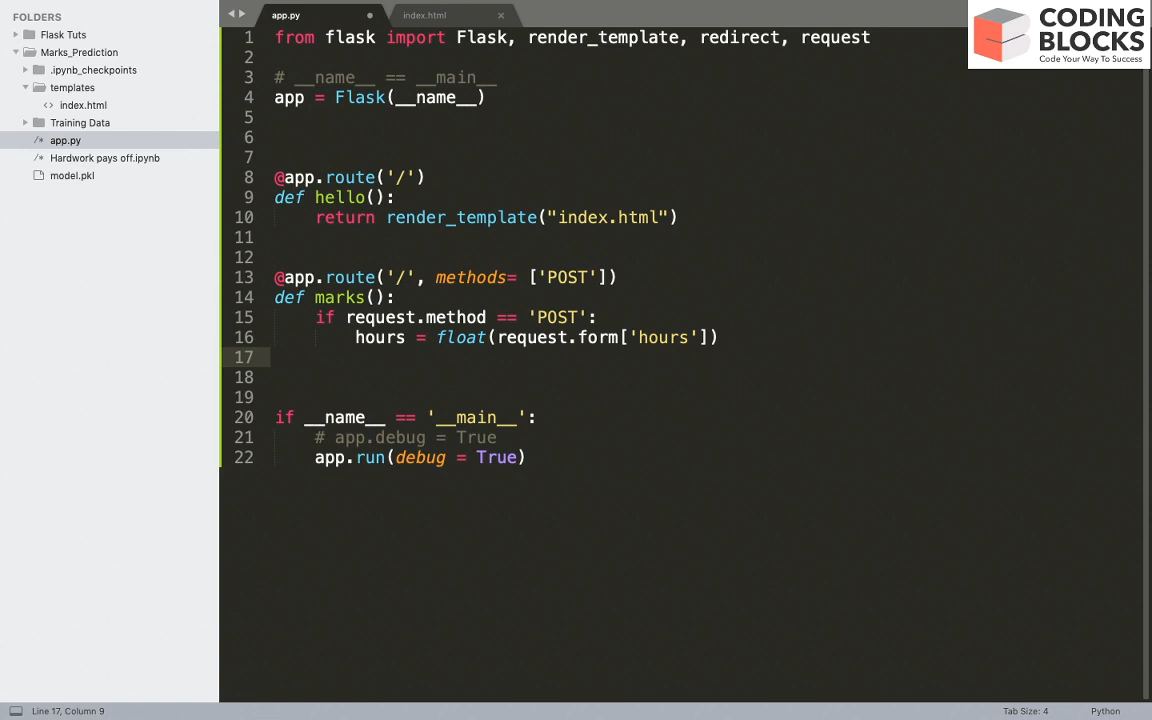 FOLDERS
Flask Tuts
Marks_Prediction
.ipynb_checkpoints
templates
<> index.html
Training Data
/* app.py
/* Hardwork pays off.ipynb
model.pkl
app.py
index.html
1 from flask import Flask, render_template, redirect, request
2
3 # __name__ == __main__
4 app = Flask(__name__)
5
6
7
8 @app.route('/')
9 def hello():
10 return render_template("index.html")
11
12
13 @app.route('/', methods= ['POST'])
14 def marks():
15 if request.method == 'POST':
16 hours = float(request.form['hours'])
17
18
19
20 if __name__ == '__main__':
21 # app.debug = True
22 app.run(debug = True)
CODING
BLOCKS
Code Your Way To Success
Line 17, Column 9
Tab Size: 4
Python